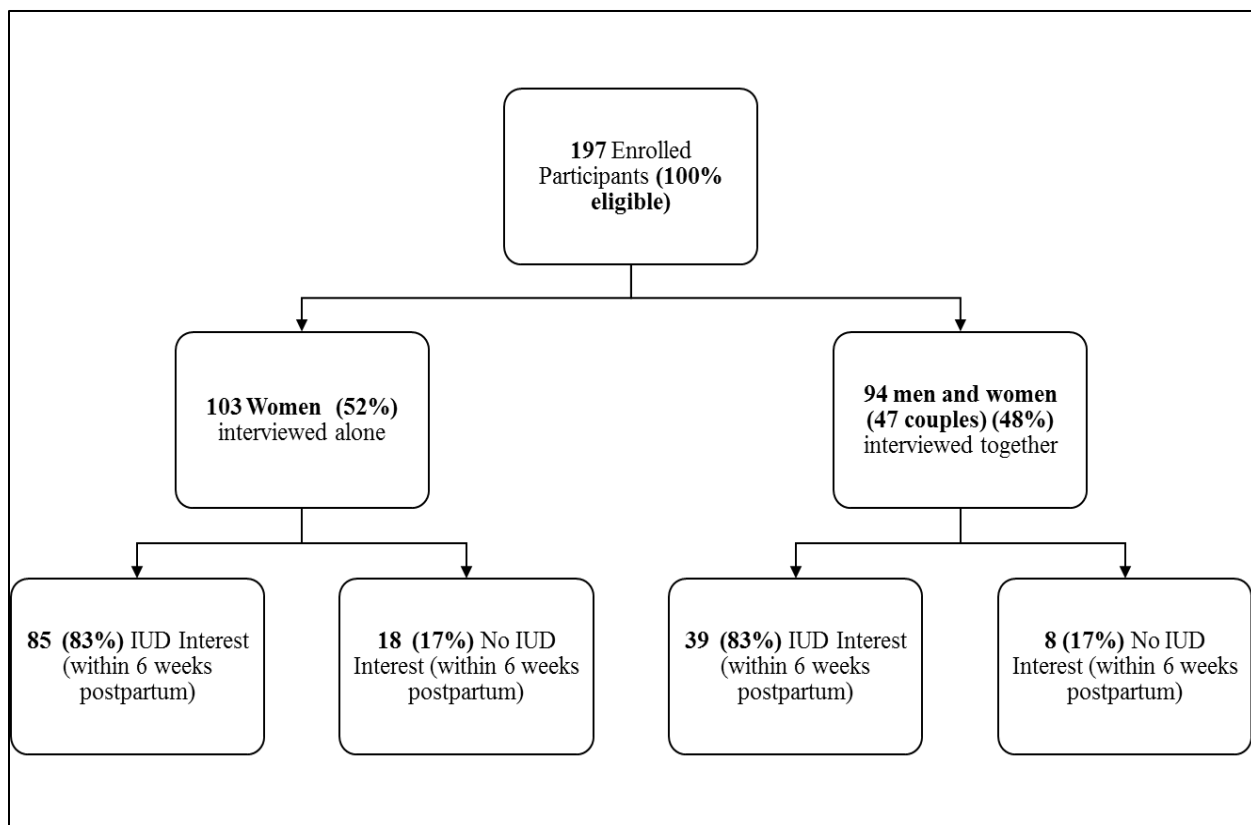 197 Enrolled
Participants (100%
eligible)
103 Women (52%)
interviewed alone
94 men and women
(47 couples) (48%)
interviewed together
85 (83%) IUD Interest
(within 6 weeks
postpartum)
18 (17%) No IUD
Interest (within 6 weeks
postpartum)
39 (83%) IUD Interest
(within 6 weeks
postpartum)
8 (17%) No IUD
Interest (within 6 weeks
postpartum)